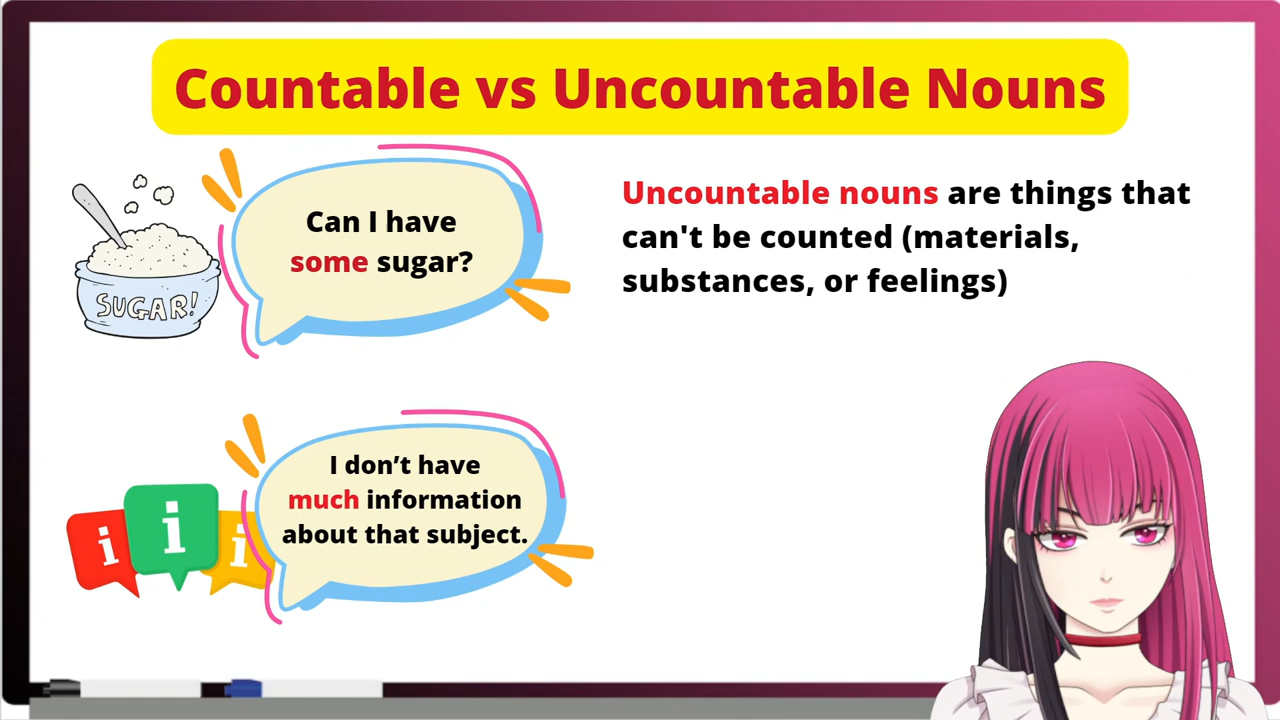 Countable vs Uncountable Nouns
Can I have
some sugar?
SUGAR!
Uncountable nouns are things that
can't be counted (materials,
substances, or feelings)
I don’t have
much information
about that subject.
i
i
i